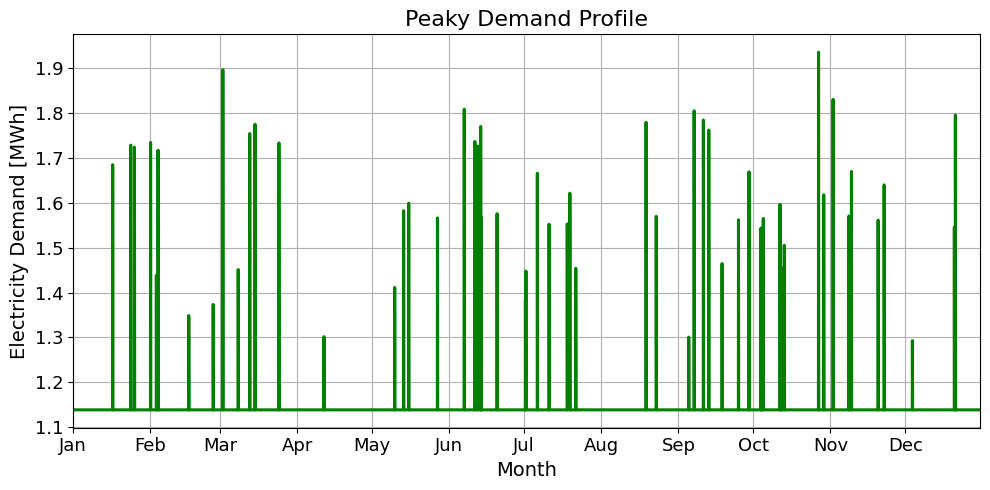 Peaky Demand Profile
Electricity Demand [MWh]
1.9
1.8
1.7
1.6
1.5
1.4
1.3
1.2
1.1
Jan Feb Mar Apr May Jun Jul Aug Sep Oct Nov Dec
Month